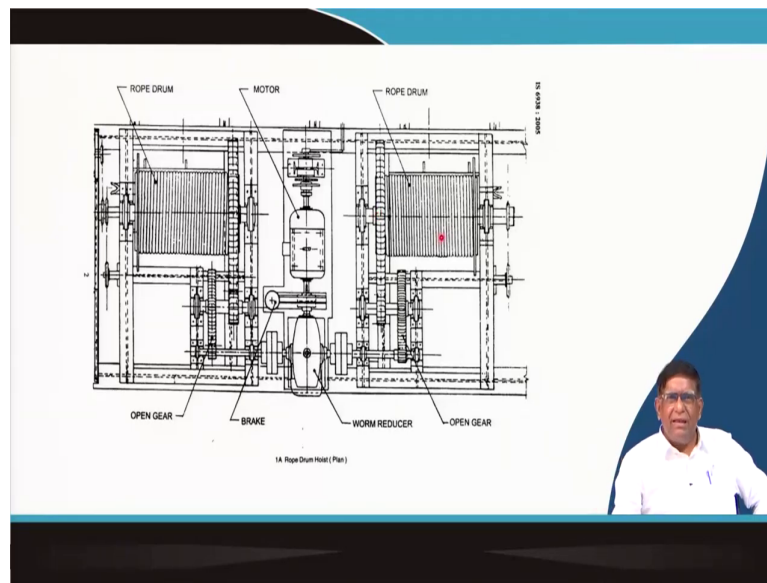 ROPE DRUM
MOTOR
ROPE DRUM
IS 6938 : 2005
2
OPEN GEAR
BRAKE
WORM REDUCER
OPEN GEAR
1A Rope Drum Hoist ( Plan )